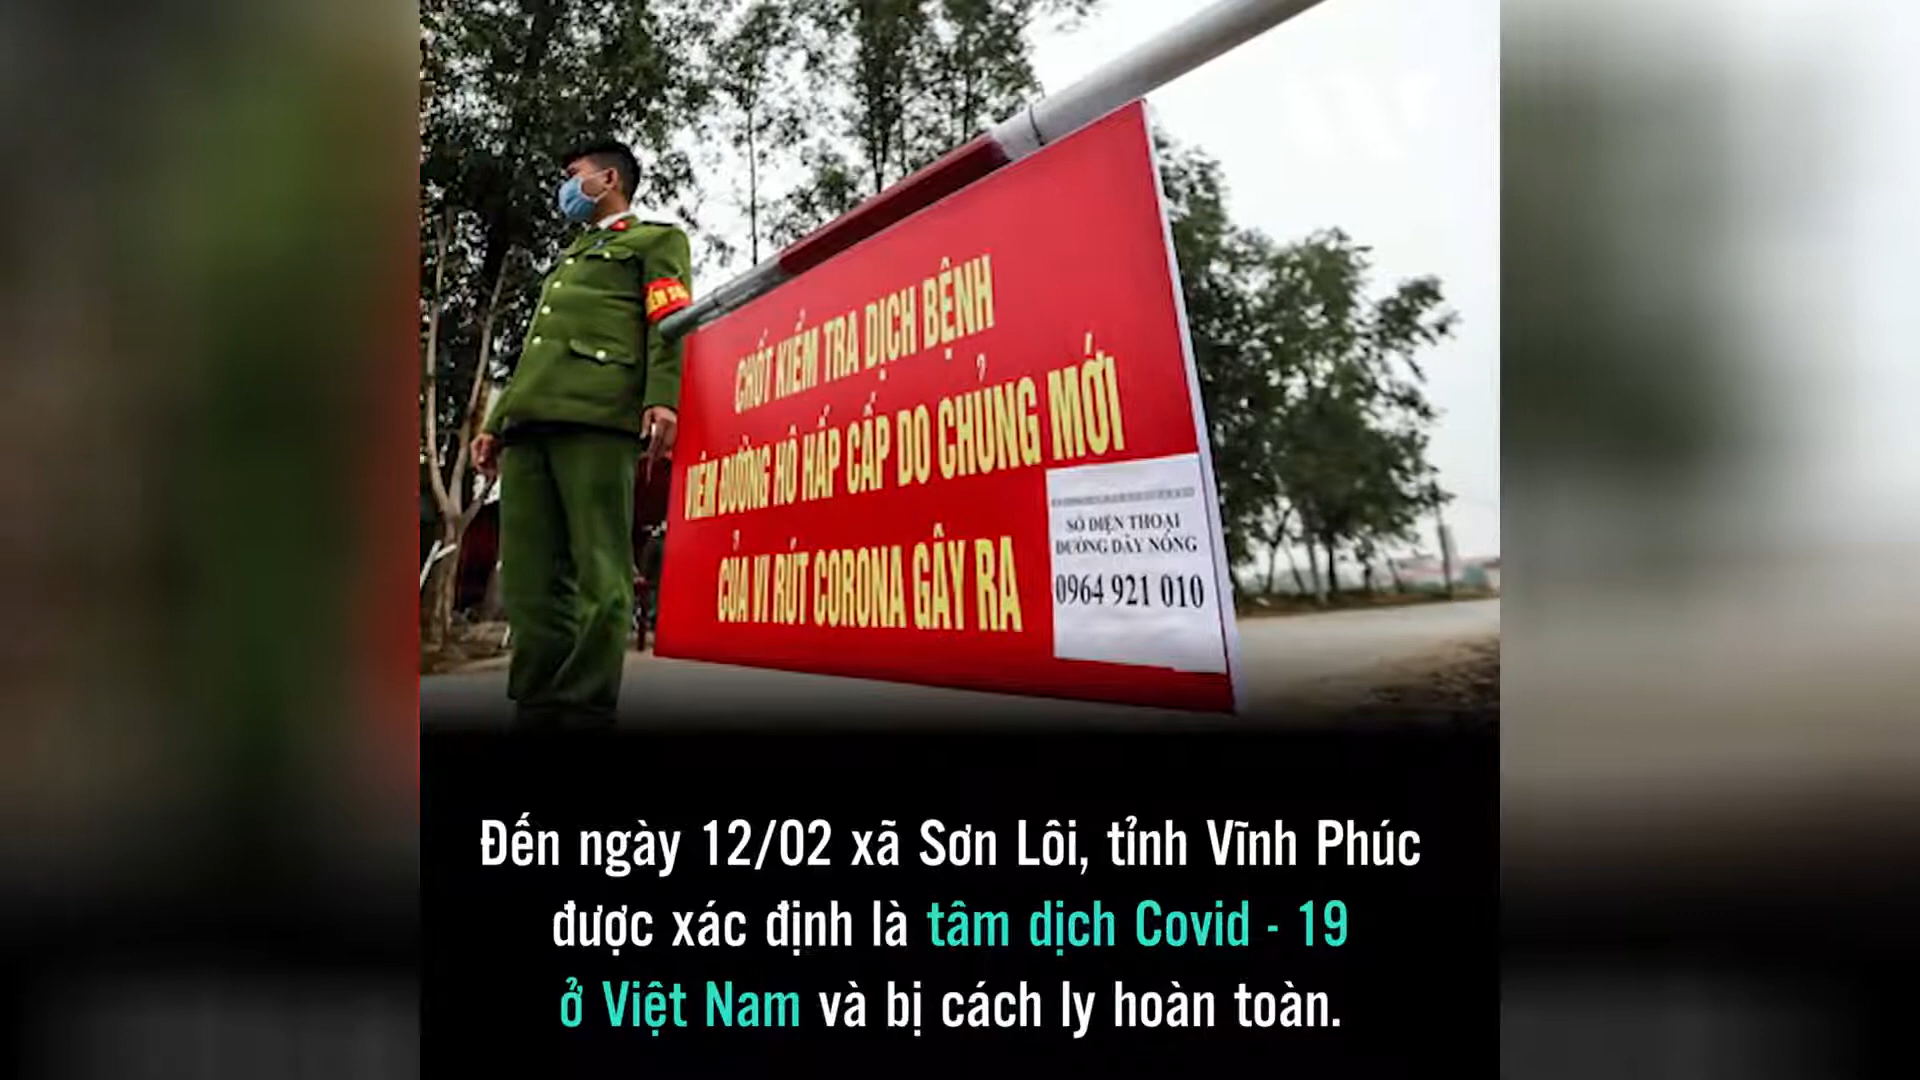 CHỐT KIỂM TRA DỊCH BỆNH
VIÊM ĐƯỜNG HÔ HẤP CẤP DO CHỦNG MỚI
CỦA VI RÚT CORONA GÂY RA
SỐ ĐIỆN THOẠI
ĐƯỜNG DÂY NÓNG
0964 921 010
Đến ngày 12/02 xã Sơn Lôi, tỉnh Vĩnh Phúc
được xác định là tâm dịch Covid - 19
ở Việt Nam và bị cách ly hoàn toàn.